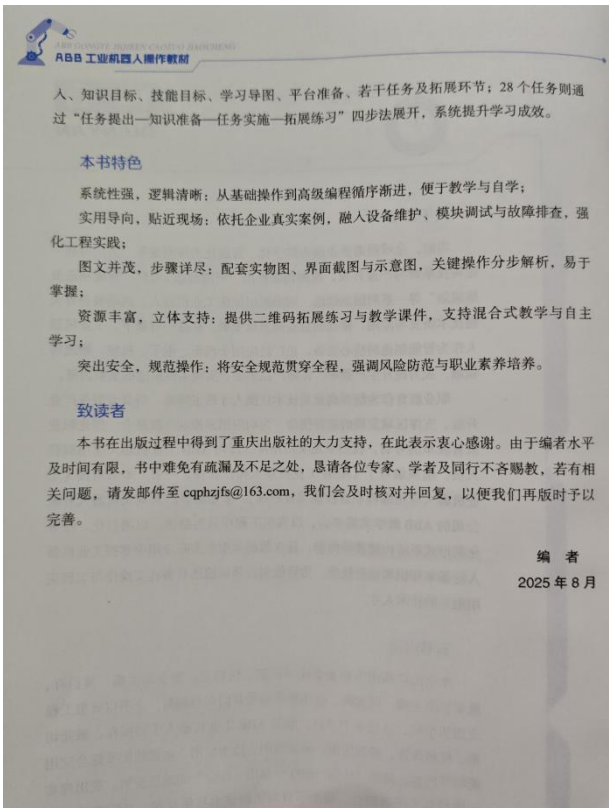 ABB GONGYE JIQIREN CAOZUO JIAOCHENG
ABB 工业机器人操作教材
入、知识目标、技能目标、学习导图、平台准备、若干任务及拓展环节；28 个任务则通
过“任务提出—知识准备—任务实施—拓展练习”四步法展开，系统提升学习成效。
本书特色
系统性强，逻辑清晰：从基础操作到高级编程循序渐进，便于教学与自学；
实用导向，贴近现场：依托企业真实案例，融入设备维护、模块调试与故障排查，强
化工程实践；
图文并茂，步骤详尽：配套实物图、界面截图与示意图，关键操作分步解析，易于
掌握；
资源丰富，立体支持：提供二维码拓展练习与教学课件，支持混合式教学与自主
学习；
突出安全，规范操作：将安全规范贯穿全程，强调风险防范与职业素养培养。
致读者
本书在出版过程中得到了重庆出版社的大力支持，在此表示衷心感谢。由于编者水平
及时间有限，书中难免有疏漏及不足之处，恳请各位专家、学者及同行不吝赐教，若有相
关问题，请发邮件至 cqphzjfs@163.com，我们会及时核对并回复，以便我们再版时予以
完善。
编 者
2025 年 8 月